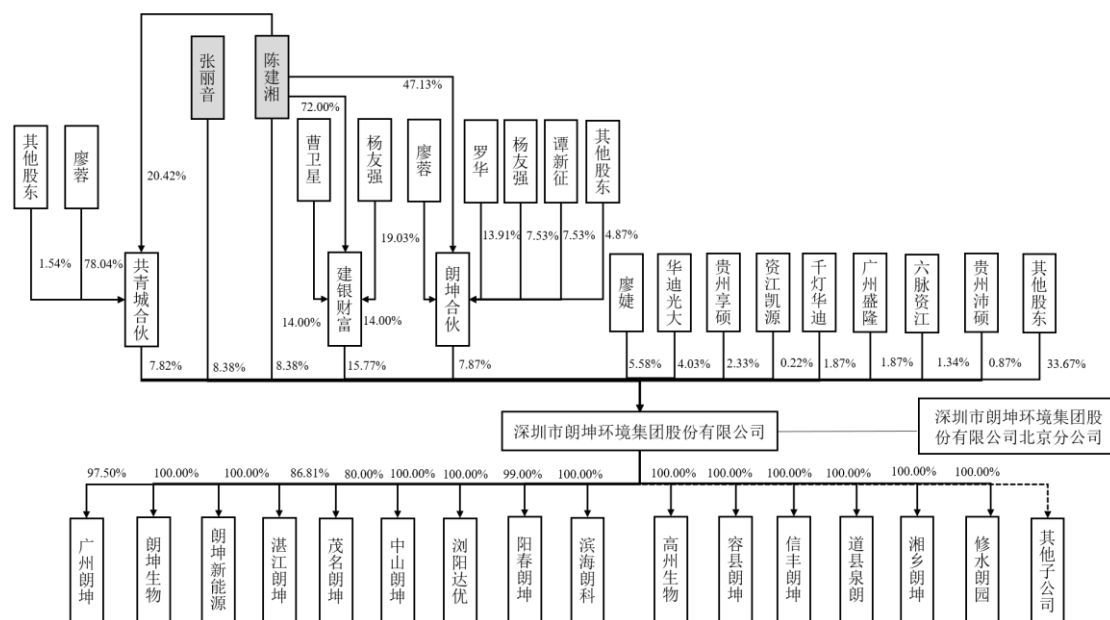 张丽音
陈建湘
47.13%
72.00%
其他股东
廖蓉
20.42%
曹卫星
杨友强
廖蓉
罗华
杨友强
谭新征
其他股东
1.54%
78.04%
19.03%
13.91%
7.53%
7.53%
4.87%
共青城合伙
建银财富
朗坤合伙
廖婕
华迪光大
贵州享硕
资江凯源
千灯华迪
广州盛隆
六脉资江
贵州沛硕
其他股东
14.00%
14.00%
7.82%
8.38%
8.38%
15.77%
7.87%
5.58%
4.03%
2.33%
0.22%
1.87%
1.87%
1.34%
0.87%
33.67%
深圳市朗坤环境集团股份有限公司
深圳市朗坤环境集团股
份有限公司北京分公司
97.50%
100.00%
100.00%
86.81%
80.00%
100.00%
100.00%
99.00%
100.00%
100.00%
100.00%
100.00%
100.00%
100.00%
100.00%
广州朗坤
朗坤生物
朗坤新能源
湛江朗坤
茂名朗坤
中山朗坤
浏阳达优
阳春朗坤
滨海朗科
高州生物
容县朗坤
信丰朗坤
道县泉朗
湘乡朗坤
修水朗园
其他子公司